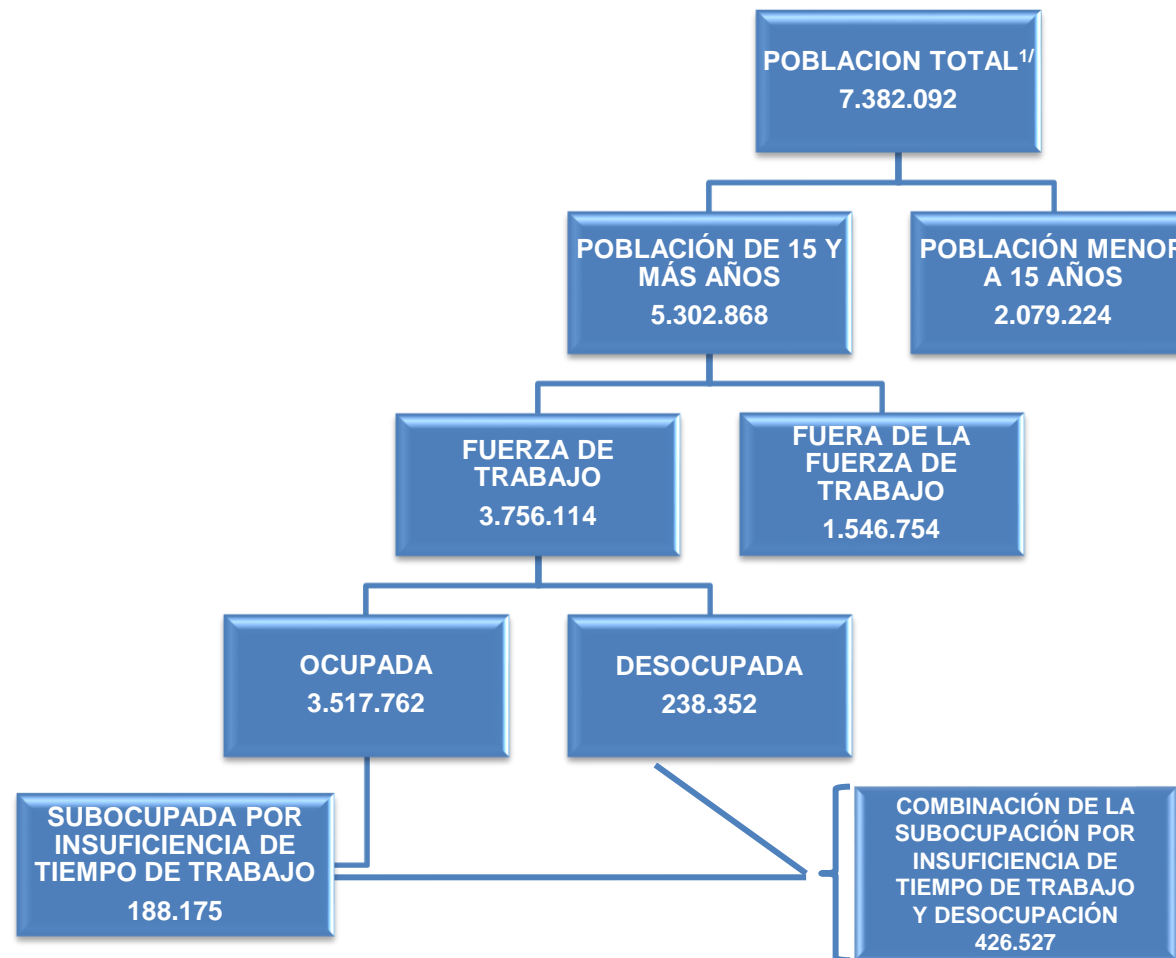 POBLACION TOTAL1/
7.382.092
POBLACIÓN DE 15 Y
MÁS AÑOS
5.302.868
POBLACIÓN MENOR
A 15 AÑOS
2.079.224
FUERZA DE
TRABAJO
3.756.114
FUERA DE LA
FUERZA DE
TRABAJO
1.546.754
OCUPADA
3.517.762
DESOCUPADA
238.352
SUBOCUPADA POR
INSUFICIENCIA DE
TIEMPO DE TRABAJO
188.175
COMBINACIÓN DE LA
SUBOCUPACIÓN POR
INSUFICIENCIA DE
TIEMPO DE TRABAJO
Y DESOCUPACIÓN
426.527